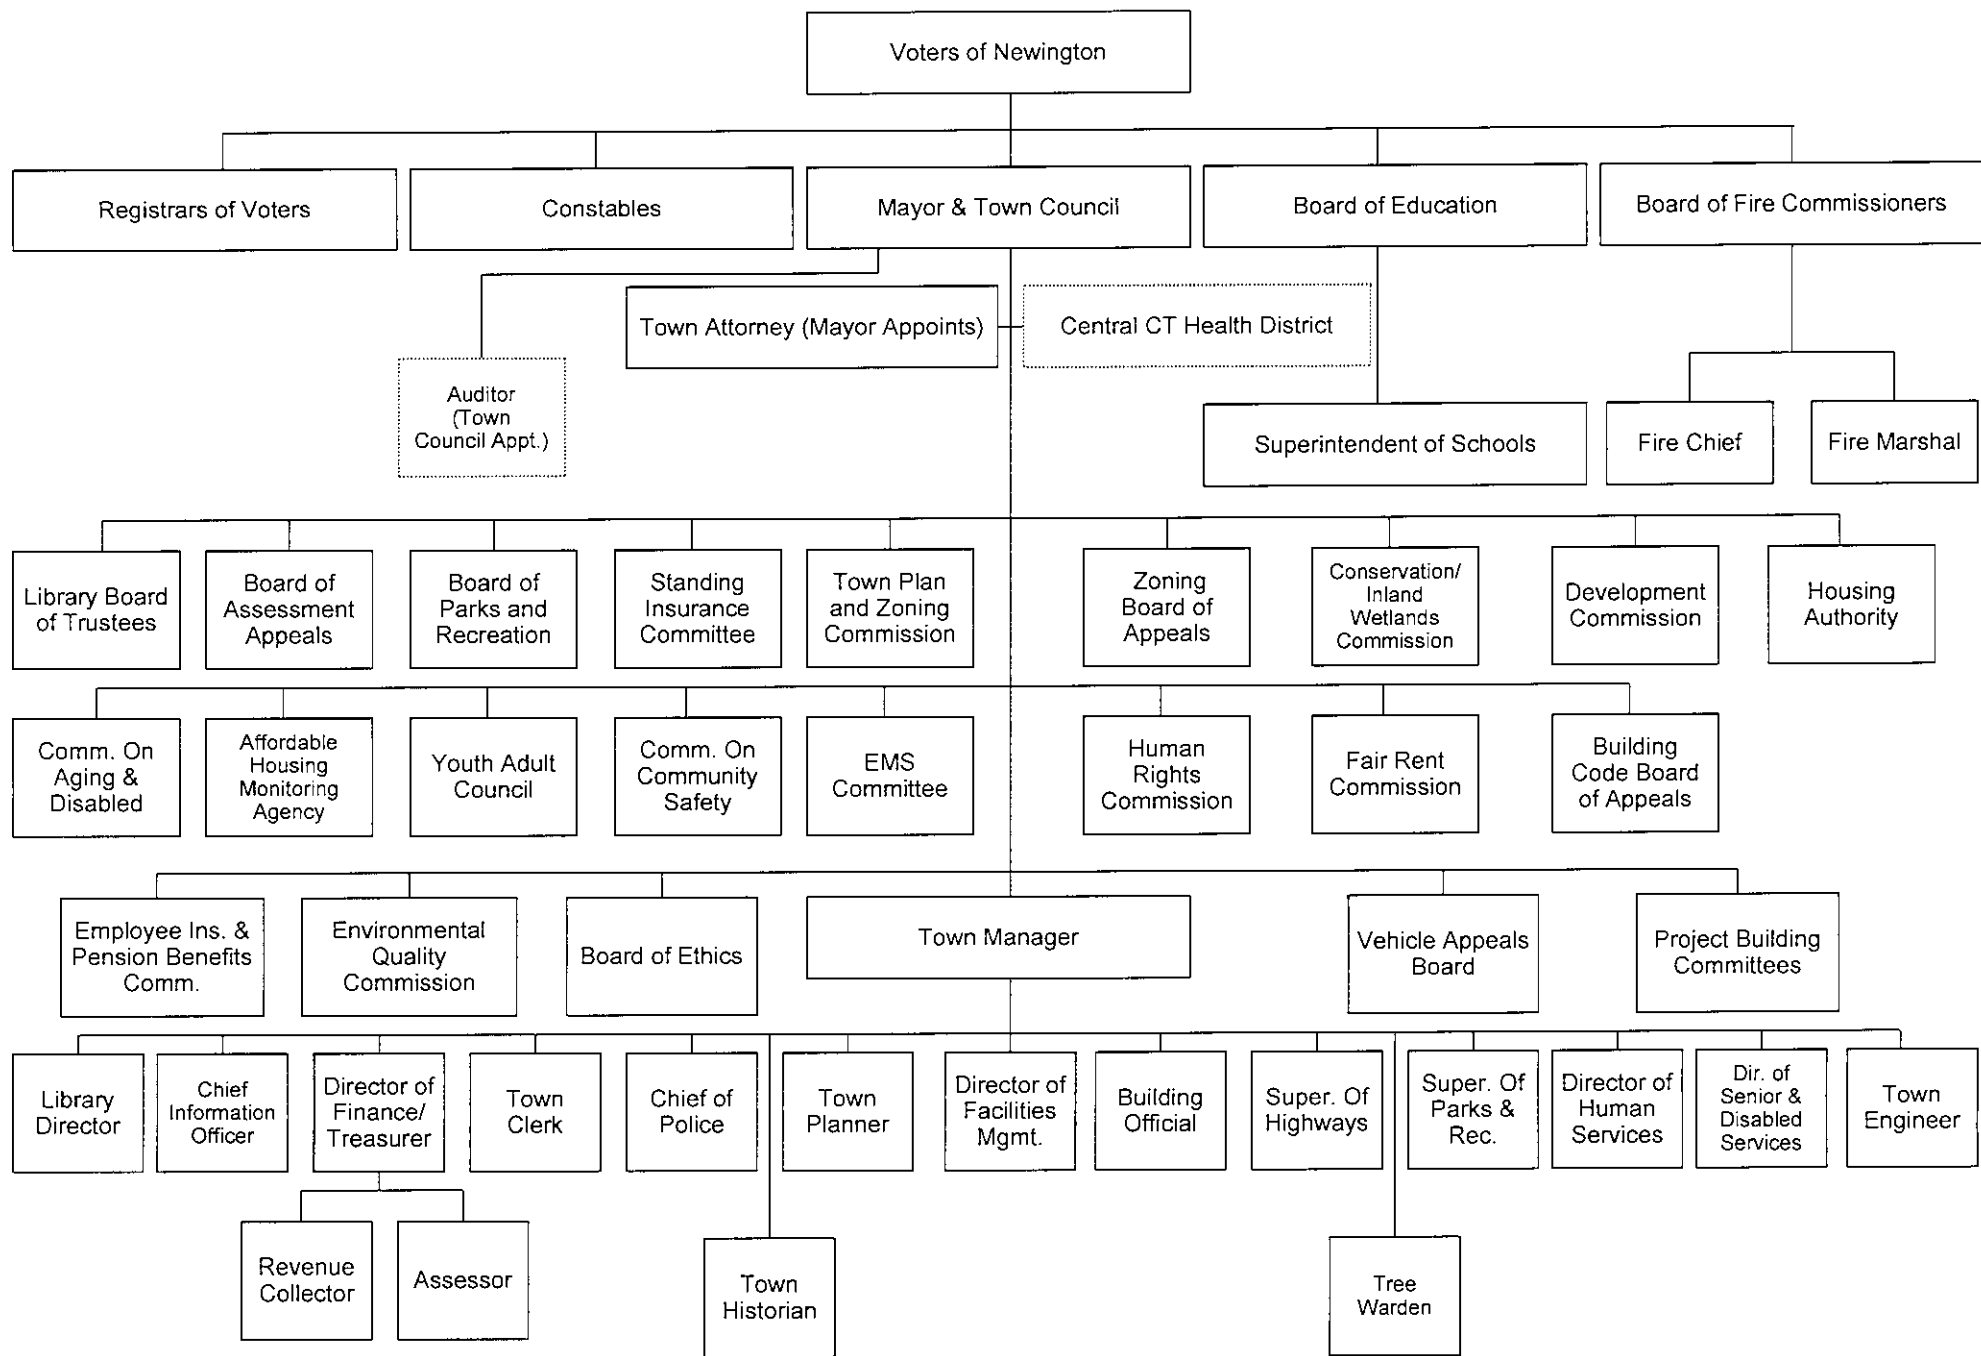 Voters of Newington
Registrars of Voters
Constables
Mayor & Town Council
Board of Education
Board of Fire Commissioners
Town Attorney (Mayor Appoints)
Central CT Health District
Auditor
(Town
Council Appt.)
Superintendent of Schools
Fire Chief
Fire Marshal
Library Board
of Trustees
Board of
Assessment
Appeals
Board of
Parks and
Recreation
Standing
Insurance
Committee
Town Plan
and Zoning
Commission
Zoning
Board of
Appeals
Conservation/
Inland
Wetlands
Commission
Development
Commission
Housing
Authority
Comm. On
Aging &
Disabled
Affordable
Housing
Monitoring
Agency
Youth Adult
Council
Comm. On
Community
Safety
EMS
Committee
Human
Rights
Commission
Fair Rent
Commission
Building
Code Board
of Appeals
Employee Ins. &
Pension Benefits
Comm.
Environmental
Quality
Commission
Board of Ethics
Town Manager
Vehicle Appeals
Board
Project Building
Committees
Library
Director
Chief
Information
Officer
Director of
Finance/
Treasurer
Town
Clerk
Chief of
Police
Town
Planner
Director of
Facilities
Mgmt.
Building
Official
Super. Of
Highways
Super. Of
Parks &
Rec.
Director of
Human
Services
Dir. of
Senior &
Disabled
Services
Town
Engineer
Revenue
Collector
Assessor
Town
Historian
Tree
Warden